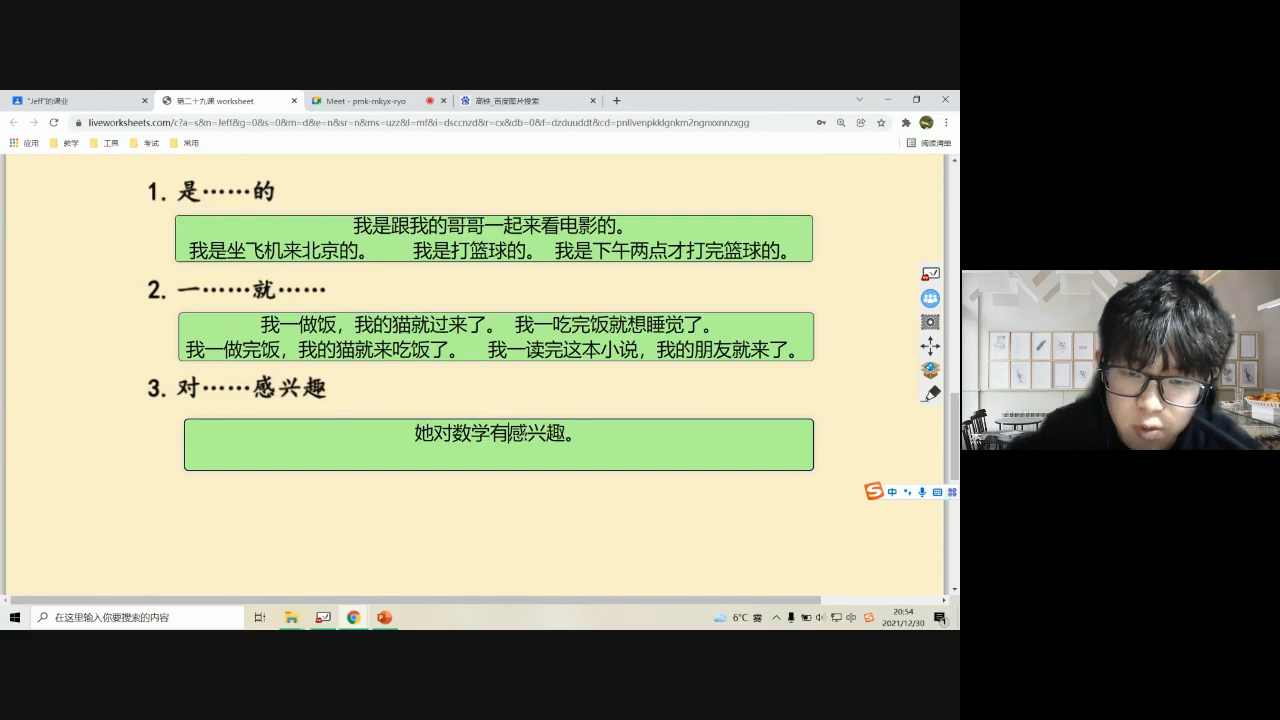 "Jeff"的课业
第二十九课 worksheet
Meet - pmk-mkyx-ryo
高铁_百度图片搜索
liveworksheets.com/c?a=s&n=Jeff&tg=0&s=0&m=d&e=n&sr=n&ms=uzz&l=mf&i=dsccnzd&r=cx&db=0&f=dzduuddt&cd=pnllvenpkklgnkm2ngnxxnnzxgg
应用
教学
工具
考试
常用
阅读清单
1. 是……的
我是跟我的哥哥一起来看电影的。
我是坐飞机来北京的。 我是打篮球的。 我是下午两点才打完篮球的。
2. 一……就……
我一做饭，我的猫就过来了。 我一吃完饭就想睡觉了。
我一做完饭，我的猫就来吃饭了。 我一读完这本小说，我的朋友就来了。
3. 对……感兴趣
她对数学有感兴趣。
中
在这里输入你要搜索的内容
6°C 雾
中
20:54
2021/12/30